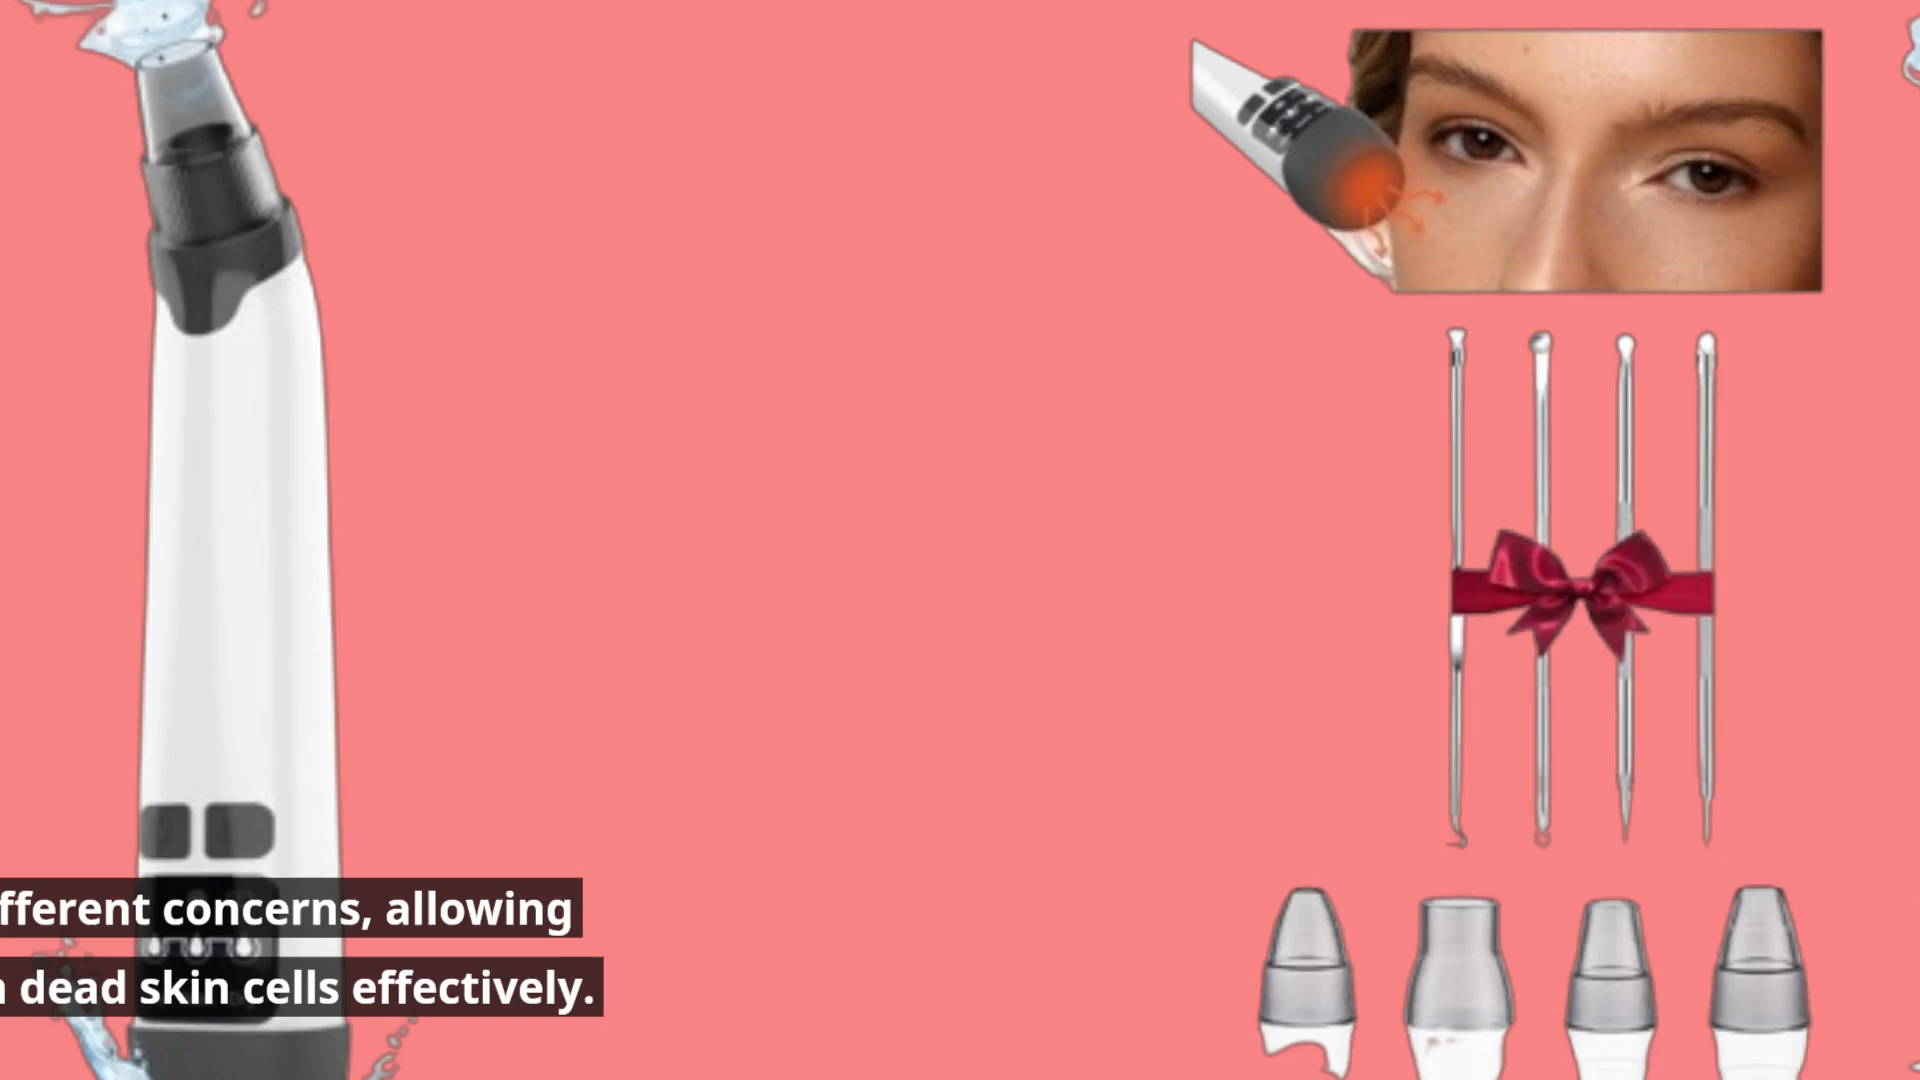 fferent concerns, allowing
dead skin cells effectively.